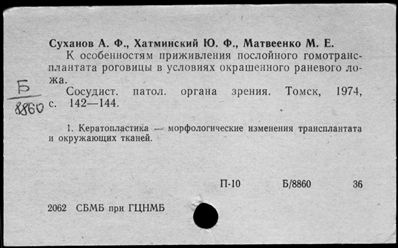 Суханов А. Ф., Хатминский Ю. Ф., Матвеенко М. Е.
К особенностям приживления послойного гомотранс-
плантата роговицы в условиях окрашенного раневого ло-
жа.
Сосудист. патол. органа зрения. Томск, 1974,
с. 142—144.
Б
8860
1. Кератопластика — морфологические изменения трансплантата
и окружающих тканей.
П-10 Б/8860 36
2062 СБМБ при ГЦНМБ